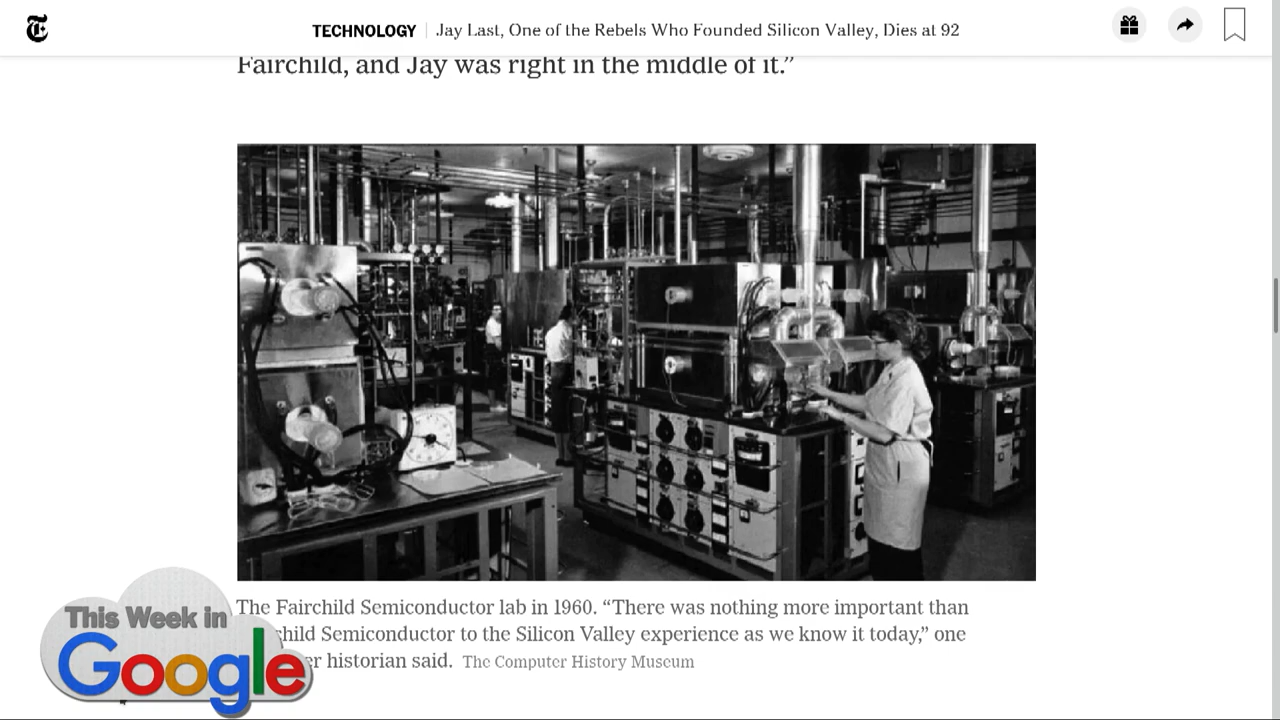 TECHNOLOGY Jay Last, One of the Rebels Who Founded Silicon Valley, Dies at 92
Fairchild, and Jay was right in the middle of it.”
The Fairchild Semiconductor lab in 1960. “There was nothing more important than
child Semiconductor to the Silicon Valley experience as we know it today,” one
er historian said. The Computer History Museum
This Week in
Google